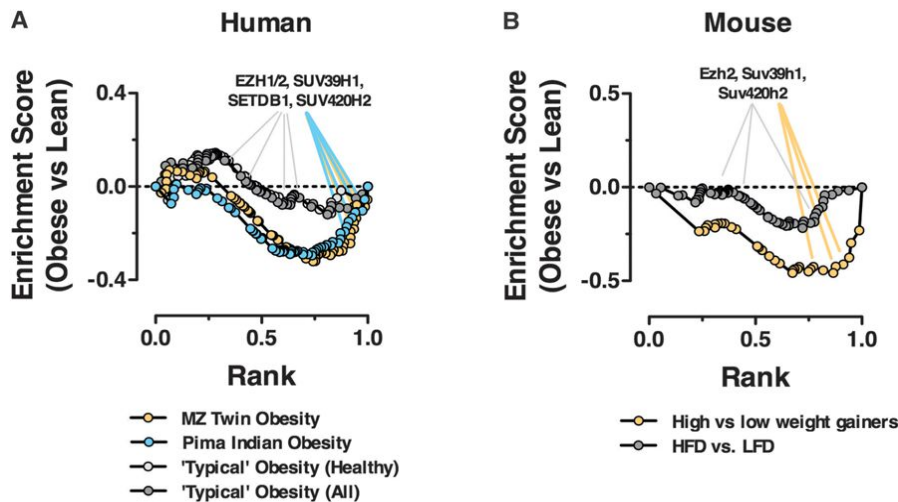 A
Human
EZH1/2, SUV39H1,
SETDB1, SUV420H2
0.4
0.0
-0.4
Enrichment Score
(Obese vs Lean)
0.0
0.5
1.0
Rank
MZ Twin Obesity
Pima Indian Obesity
'Typical' Obesity (Healthy)
'Typical' Obesity (All)
B
Mouse
Ezh2, Suv39h1,
Suv420h2
0.5
0.0
-0.5
Enrichment Score
(Obese vs Lean)
0.0
0.5
1.0
Rank
High vs low weight gainers
HFD vs. LFD